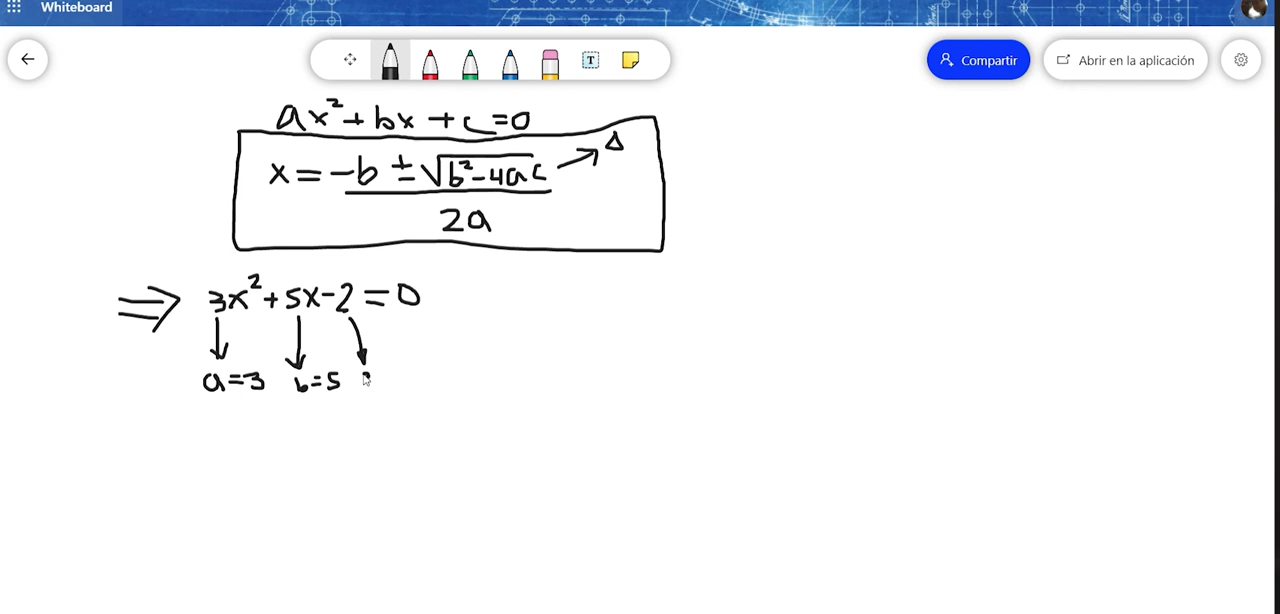 Whiteboard
Compartir
Abrir en la aplicación
ax²+bx+c=0
x = -b ± √b²-4ac → Δ
2a
⇒ 3x²+5x-2=0
a=3 b=5